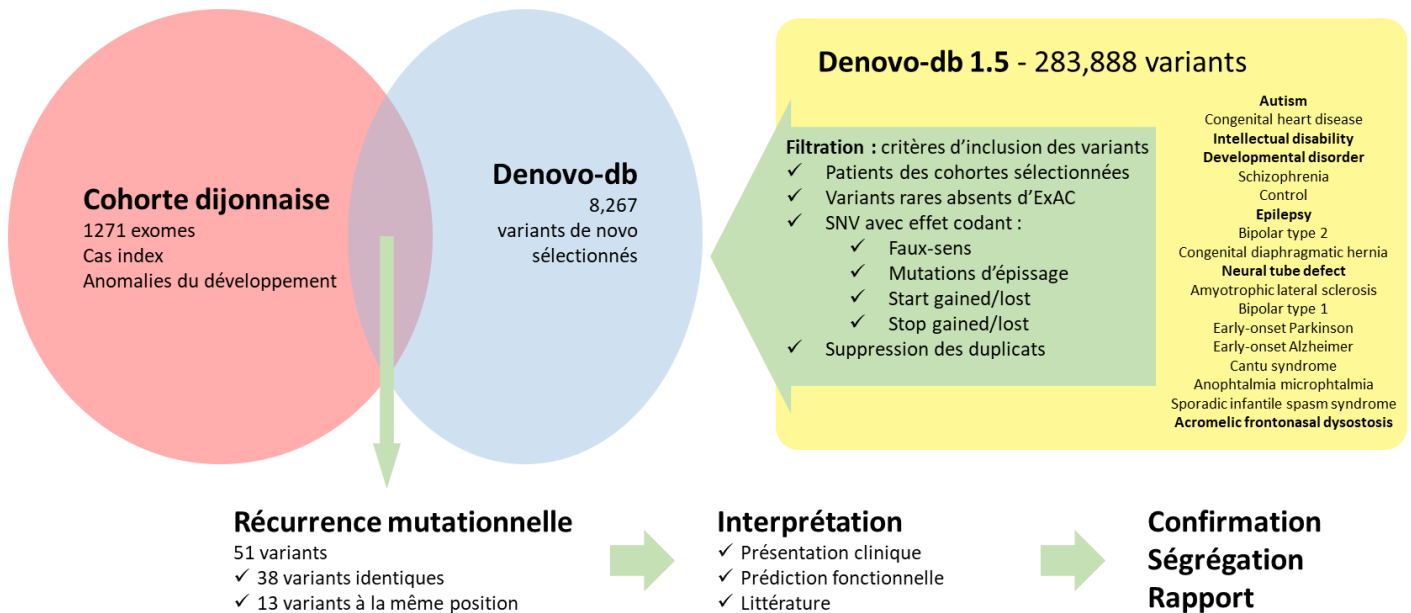 Cohorte dijonnaise
1271 exomes
Cas index
Anomalies du développement
Denovo-db
8,267
variants de novo
sélectionnés
Denovo-db 1.5 - 283,888 variants
Filtration : critères d'inclusion des variants
✓ Patients des cohortes sélectionnées
✓ Variants rares absents d'ExAC
✓ SNV avec effet codant :
✓ Faux-sens
✓ Mutations d'épissage
✓ Start gained/lost
✓ Stop gained/lost
✓ Suppression des duplicats
Autism
Congenital heart disease
Intellectual disability
Developmental disorder
Schizophrenia
Control
Epilepsy
Bipolar type 2
Congenital diaphragmatic hernia
Neural tube defect
Amyotrophic lateral sclerosis
Bipolar type 1
Early-onset Parkinson
Early-onset Alzheimer
Cantu syndrome
Anophtalmia microphtalmia
Sporadic infantile spasm syndrome
Acromelic frontonasal dysostosis
Récurrence mutationnelle
51 variants
✓ 38 variants identiques
✓ 13 variants à la même position
Interprétation
✓ Présentation clinique
✓ Prédiction fonctionnelle
✓ Littérature
Confirmation
Ségrégation
Rapport